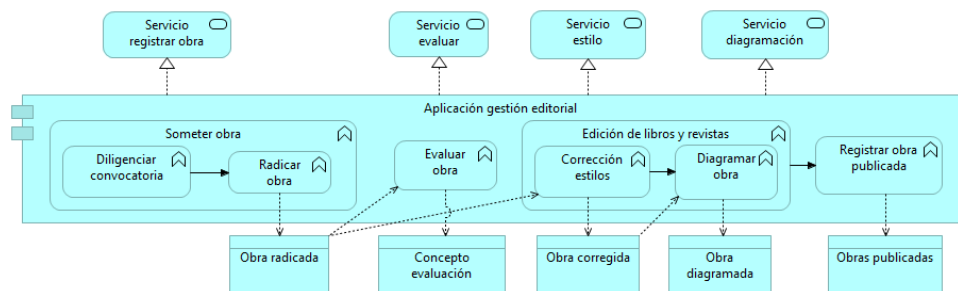 Servicio
registrar obra
Servicio
evaluar
Servicio
estilo
Servicio
diagramación
Aplicación gestión editorial
Someter obra
Diligenciar
convocatoria
Radicar
obra
Evaluar
obra
Edición de libros y revistas
Corrección
estilos
Diagramar
obra
Registrar obra
publicada
Obra radicada
Concepto
evaluación
Obra corregida
Obra
diagramada
Obras publicadas